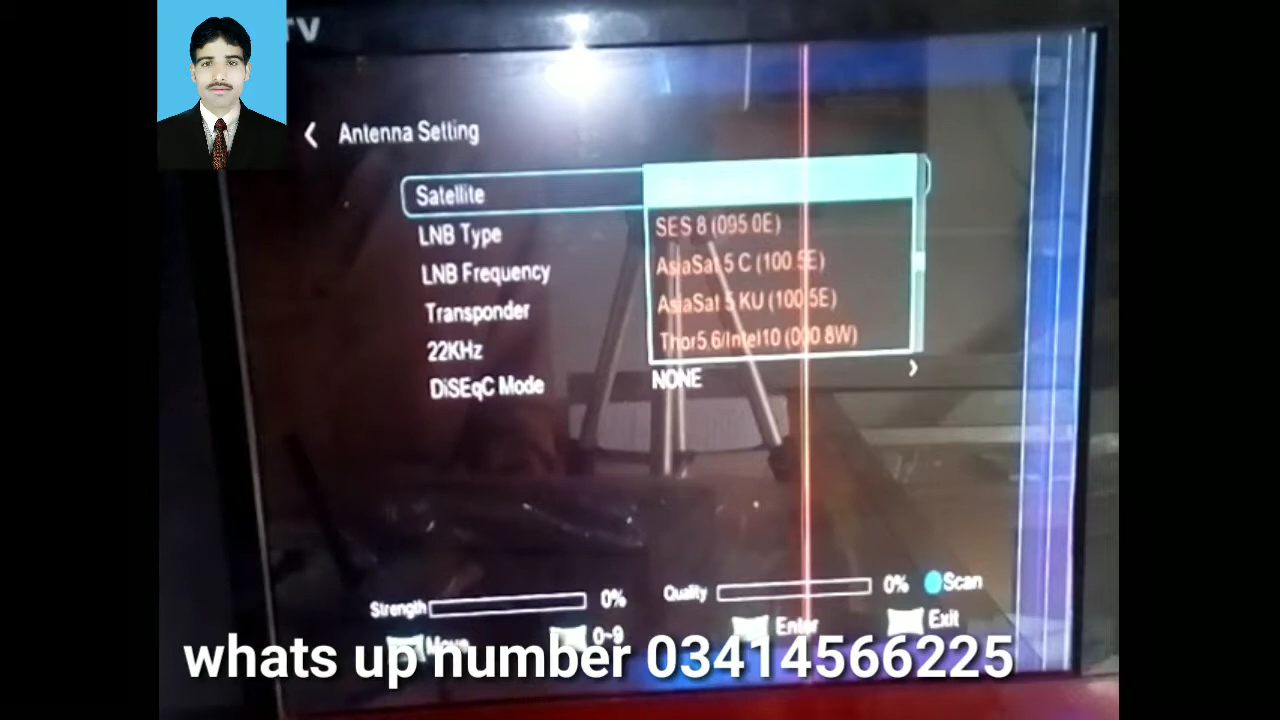 TV
Antenna Setting
Satellite
SES 8 (095.0E)
LNB Type
AsiaSat 5 C (100.5E)
LNB Frequency
AsiaSat 5 KU (100.5E)
Transponder
Thor5,6/Intel10 (000.8W)
22KHz
DiSEqC Mode NONE
Strength 0% Quality 0% Scan
Move 0~9 Enter Exit
whats up number 03414566225